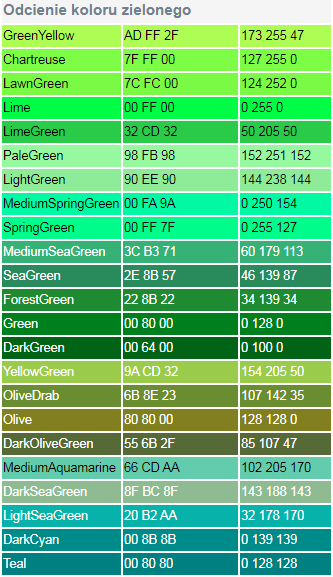 Odcienie koloru zielonego
GreenYellow AD FF 2F 173 255 47
Chartreuse 7F FF 00 127 255 0
LawnGreen 7C FC 00 124 252 0
Lime 00 FF 00 0 255 0
LimeGreen 32 CD 32 50 205 50
PaleGreen 98 FB 98 152 251 152
LightGreen 90 EE 90 144 238 144
MediumSpringGreen 00 FA 9A 0 250 154
SpringGreen 00 FF 7F 0 255 127
MediumSeaGreen 3C B3 71 60 179 113
SeaGreen 2E 8B 57 46 139 87
ForestGreen 22 8B 22 34 139 34
Green 00 80 00 0 128 0
DarkGreen 00 64 00 0 100 0
YellowGreen 9A CD 32 154 205 50
OliveDrab 6B 8E 23 107 142 35
Olive 80 80 00 128 128 0
DarkOliveGreen 55 6B 2F 85 107 47
MediumAquamarine 66 CD AA 102 205 170
DarkSeaGreen 8F BC 8F 143 188 143
LightSeaGreen 20 B2 AA 32 178 170
DarkCyan 00 8B 8B 0 139 139
Teal 00 80 80 0 128 128